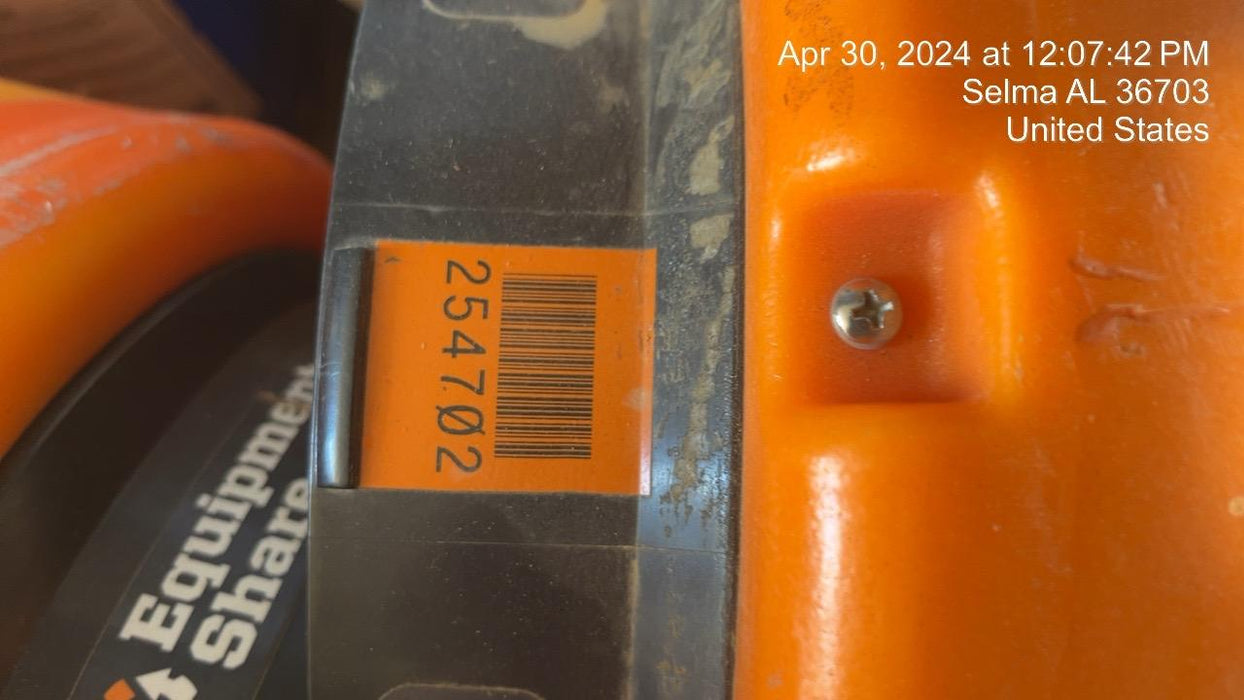 Apr 30, 2024 at 12:07:42 PM
Selma AL 36703
United States
254702
Equipment
Share